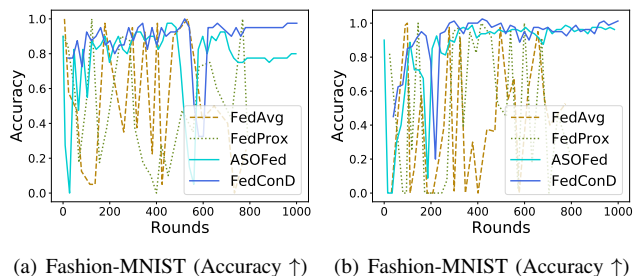 1.0
0.8
0.6
0.4
0.2
0.0
Accuracy
0 200 400 600 800 1000
Rounds
FedAvg
FedProx
ASOFed
FedConD
(a) Fashion-MNIST (Accuracy ↑)
1.0
0.8
0.6
0.4
0.2
0.0
Accuracy
0 200 400 600 800 1000
Rounds
FedAvg
FedProx
ASOFed
FedConD
(b) Fashion-MNIST (Accuracy ↑)